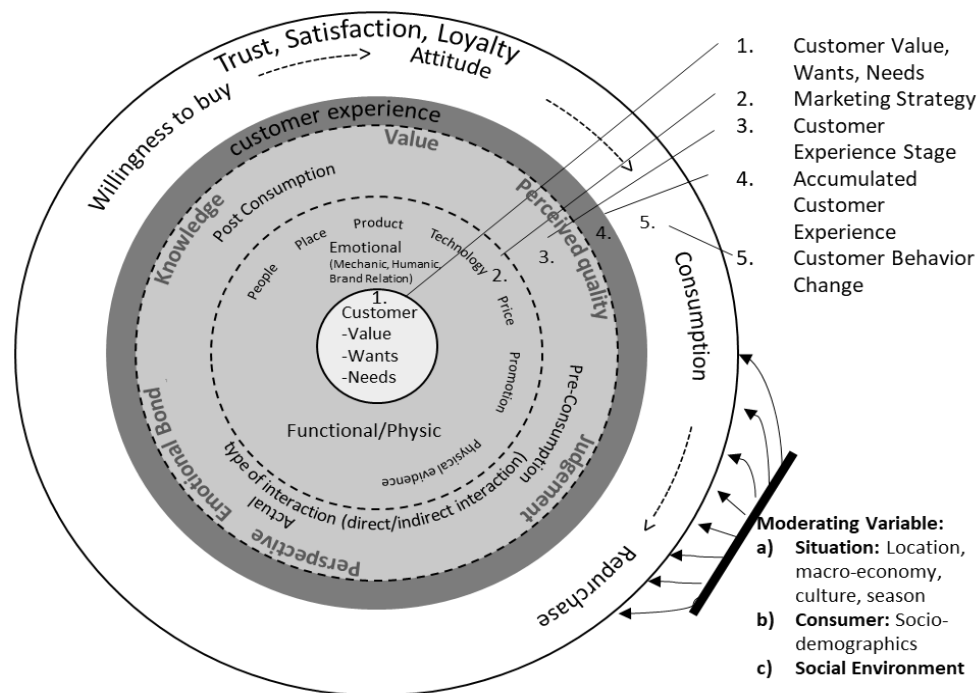 Trust, Satisfaction, Loyalty
Attitude
Willingness to buy
customer experience
Value
Knowledge
Post Consumption
Perceived quality
People
Place
Product
Technology
Emotional
(Mechanic, Humanic,
Brand Relation)
Price
Promotion
Physical evidence
1.
Customer
-Value
-Wants
-Needs
2.
3.
4.
5.
Functional/Physic
Pre-Consumption
Judgement
type of interaction (direct/indirect interaction)
Actual
Perspective
Emotional Bond
Consumption
Repurchase
1. Customer Value,
Wants, Needs
2. Marketing Strategy
3. Customer
Experience Stage
4. Accumulated
Customer
Experience
5. Customer Behavior
Change
Moderating Variable:
a) Situation: Location,
macro-economy,
culture, season
b) Consumer: Socio-
demographics
c) Social Environment